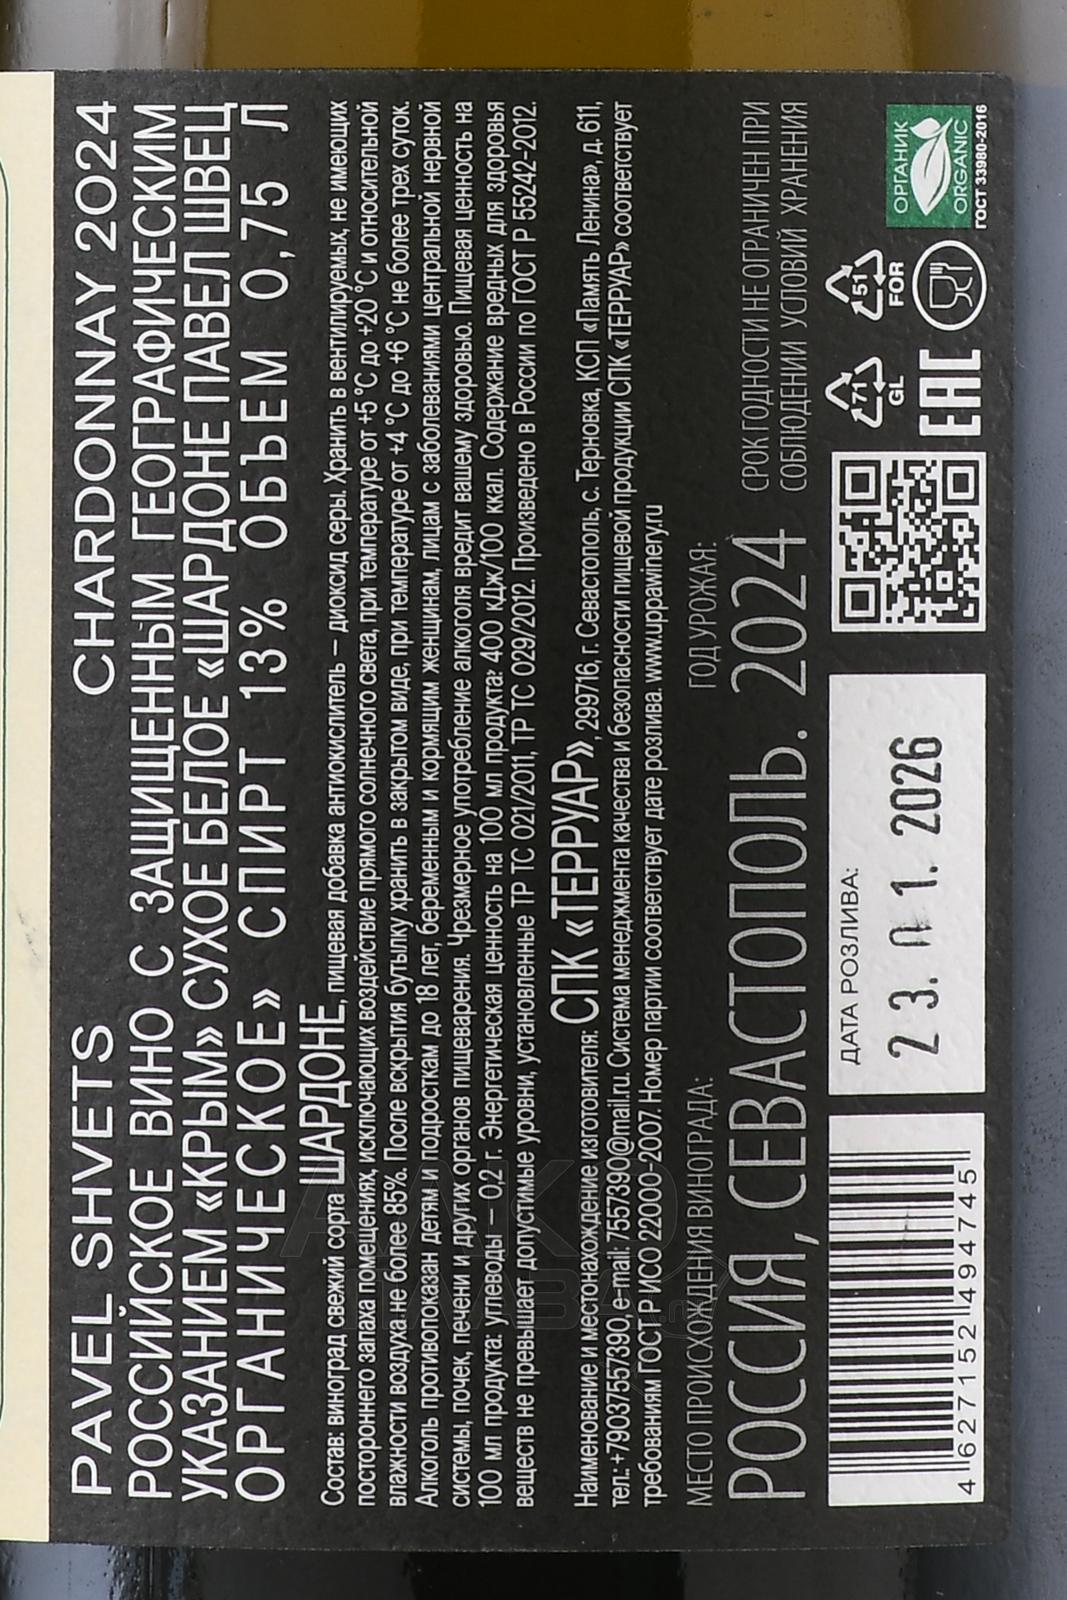 PAVEL SHVETS CHARDONNAY 2024
РОССИЙСКОЕ ВИНО С ЗАЩИЩЕННЫМ ГЕОГРАФИЧЕСКИМ
УКАЗАНИЕМ «КРЫМ» СУХОЕ БЕЛОЕ «ШАРДОНЕ ПАВЕЛ ШВЕЦ
ОРГАНИЧЕСКОЕ» СПИРТ 13% ОБЪЕМ 0,75 Л
Состав: виноград свежий сорта ШАРДОНЕ, пищевая добавка антиокислитель – диоксид серы. Хранить в вентилируемых, не имеющих
постороннего запаха помещениях, исключающих воздействие прямого солнечного света, при температуре от +5 °С до +20 °С и относительной
влажности воздуха не более 85%. После вскрытия бутылку хранить в закрытом виде, при температуре от +4 °С до +6 °С не более трех суток.
Алкоголь противопоказан детям и подросткам до 18 лет, беременным и кормящим женщинам, лицам с заболеваниями центральной нервной
системы, почек, печени и других органов пищеварения. Чрезмерное употребление алкоголя вредит вашему здоровью. Пищевая ценность на
100 мл продукта: углеводы – 0,2 г. Энергетическая ценность на 100 мл продукта: 400 кДж/100 ккал. Содержание вредных для здоровья
веществ не превышает допустимые уровни, установленные ТР ТС 021/2011, ТР ТС 029/2012. Произведено в России по ГОСТ Р 55242-2012.
Наименование и местонахождение изготовителя: СПК «ТЕРРУАР», 299716, г. Севастополь, с. Терновка, КСП «Память Ленина», д. 611,
тел.: +79037557390, e-mail: 7557390@mail.ru. Система менеджмента качества и безопасности пищевой продукции СПК «ТЕРРУАР» соответствует
требованиям ГОСТ Р ИСО 22000-2007. Номер партии соответствует дате розлива. www.uppawinery.ru
МЕСТО ПРОИСХОЖДЕНИЯ ВИНОГРАДА: ГОД УРОЖАЯ:
РОССИЯ, СЕВАСТОПОЛЬ. 2024
СРОК ГОДНОСТИ НЕ ОГРАНИЧЕН ПРИ
СОБЛЮДЕНИИ УСЛОВИЙ ХРАНЕНИЯ
4 627152 494745
ДАТА РОЗЛИВА:
23.01.2026
71
GL
51
FOR
EAC
ОРГАНИК
ORGANIC
ГОСТ 33980-2016